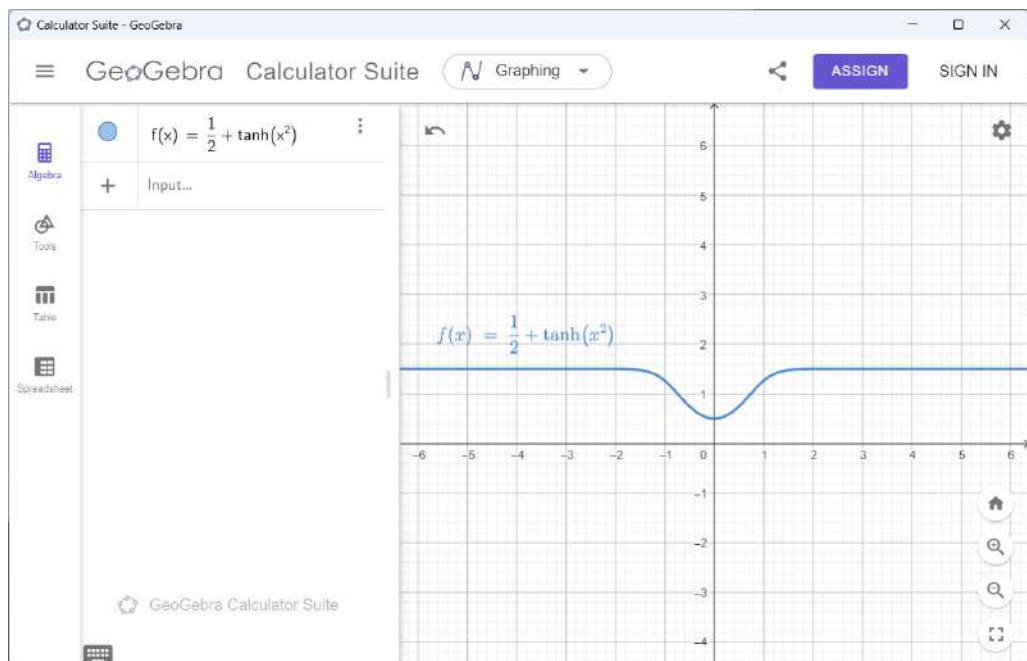 Calculator Suite - GeoGebra
GeoGebra Calculator Suite Graphing ASSIGN SIGN IN
f(x) = 1/2 + tanh(x²)
Algebra
Input...
Tools
Table
Spreadsheet
f(x) = 1/2 + tanh(x²)
6
5
4
3
2
1
−6 −5 −4 −3 −2 −1 0 1 2 3 4 5 6
−1
−2
−3
−4
GeoGebra Calculator Suite